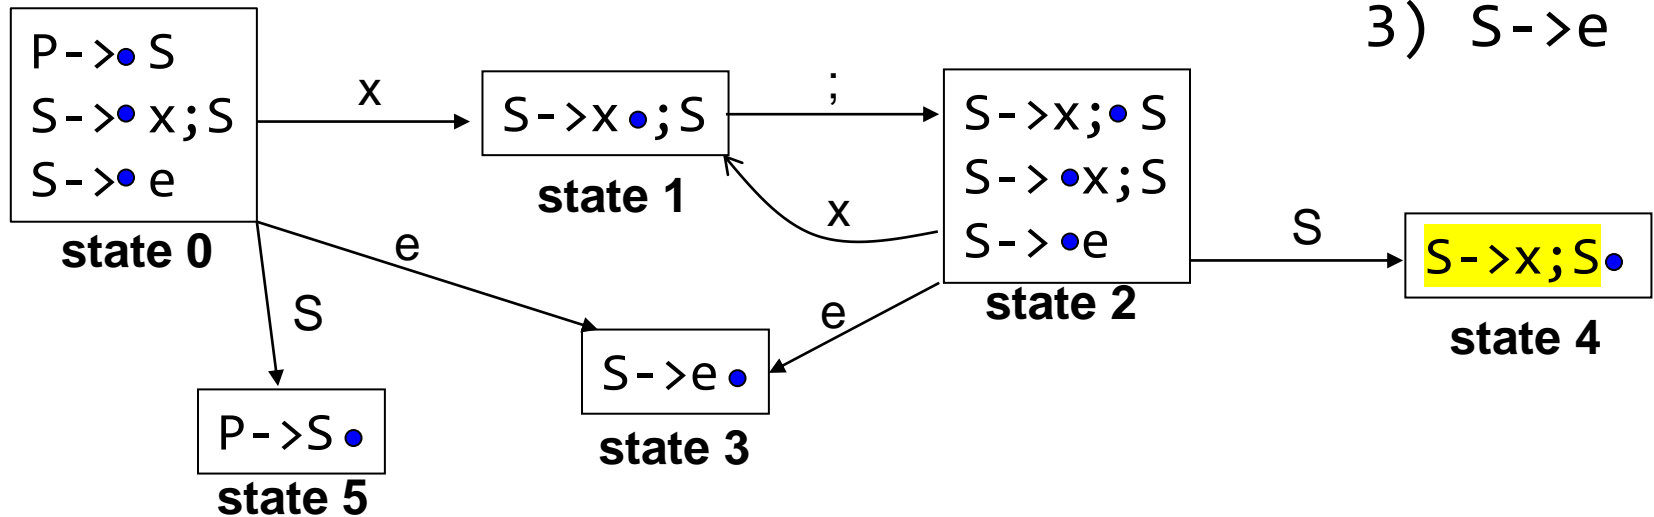 3) S->e
P->• S
S->• x;S
S->• e
state 0
x
S->x•;S
state 1
;
S->x;• S
S-> •x;S
S-> •e
state 2
x
e
S
e
S
S->x;S•
state 4
S->e•
state 3
P->S•
state 5